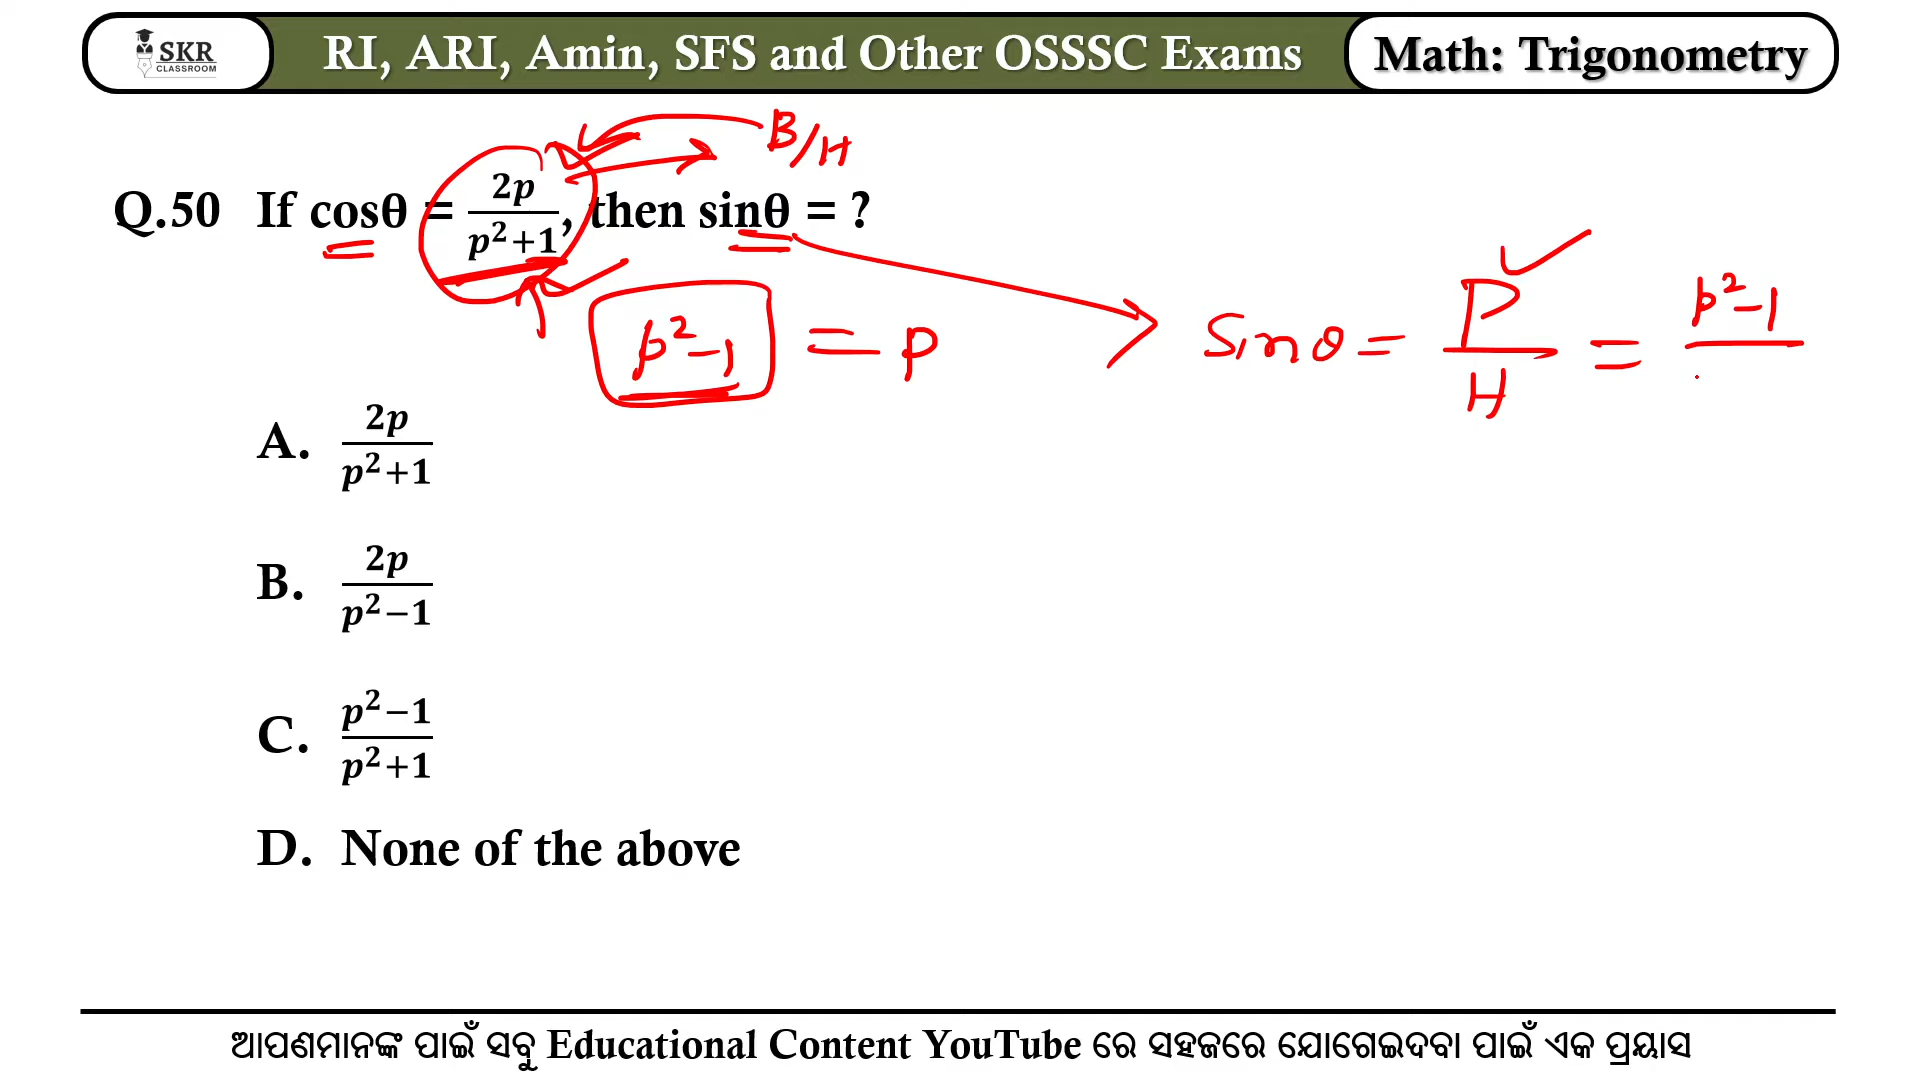 SKR
CLASSROOM
RI, ARI, Amin, SFS and Other OSSSC Exams
Math: Trigonometry
B/H
Q.50 If cosθ = 2p/(p²+1), then sinθ = ?
p²-1 = P
Sinθ = P/H = p²-1
A. 2p/(p²+1)
B. 2p/(p²−1)
C. (p²−1)/(p²+1)
D. None of the above
ଆପଣମାନଙ୍କ ପାଇଁ ସବୁ Educational Content YouTube ରେ ସହଜରେ ଯୋଗେଇଦବା ପାଇଁ ଏକ ପ୍ରୟାସ